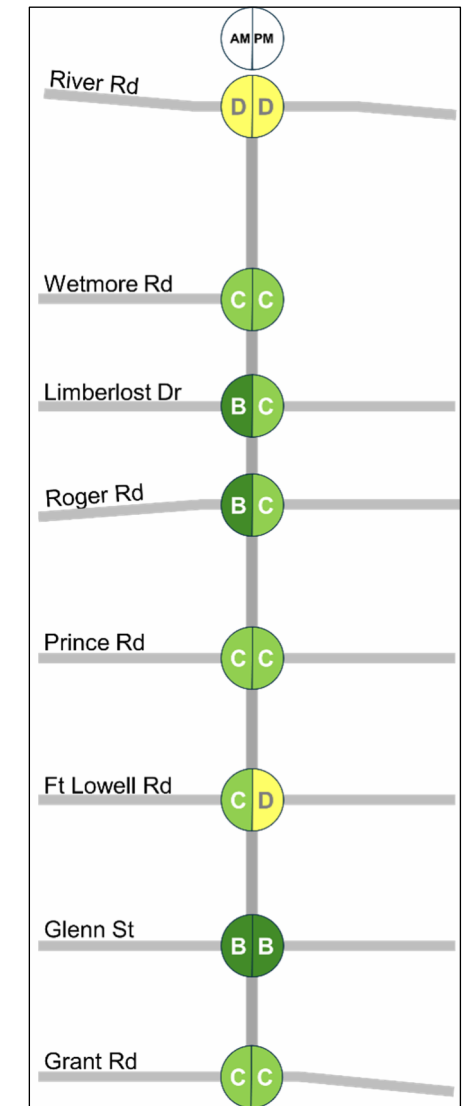 AM PM
River Rd
D D
Wetmore Rd
C C
Limberlost Dr
B C
Roger Rd
B C
Prince Rd
C C
Ft Lowell Rd
C D
Glenn St
B B
Grant Rd
C C